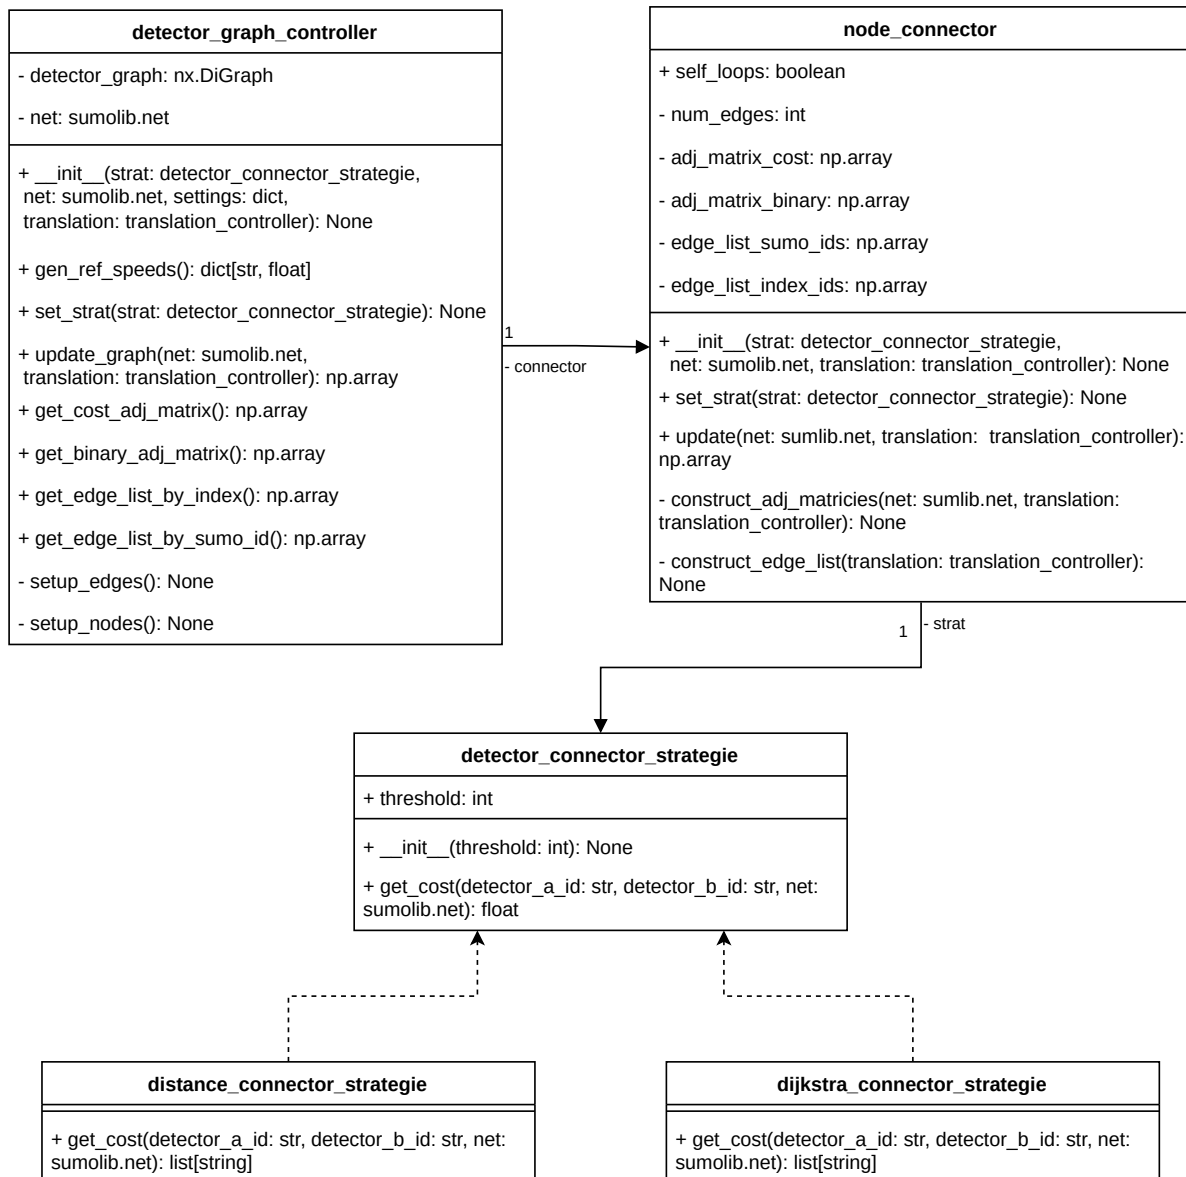 detector_graph_controller
- detector_graph: nx.DiGraph
- net: sumolib.net
+ __init__(strat: detector_connector_strategie,
net: sumolib.net, settings: dict,
translation: translation_controller): None
+ gen_ref_speeds(): dict[str, float]
+ set_strat(strat: detector_connector_strategie): None
+ update_graph(net: sumolib.net,
translation: translation_controller): np.array
+ get_cost_adj_matrix(): np.array
+ get_binary_adj_matrix(): np.array
+ get_edge_list_by_index(): np.array
+ get_edge_list_by_sumo_id(): np.array
- setup_edges(): None
- setup_nodes(): None
1
- connector
node_connector
+ self_loops: boolean
- num_edges: int
- adj_matrix_cost: np.array
- adj_matrix_binary: np.array
- edge_list_sumo_ids: np.array
- edge_list_index_ids: np.array
+ __init__(strat: detector_connector_strategie,
net: sumolib.net, translation: translation_controller): None
+ set_strat(strat: detector_connector_strategie): None
+ update(net: sumlib.net, translation:  translation_controller):
np.array
- construct_adj_matricies(net: sumlib.net, translation:
translation_controller): None
- construct_edge_list(translation: translation_controller):
None
1
- strat
detector_connector_strategie
+ threshold: int
+ __init__(threshold: int): None
+ get_cost(detector_a_id: str, detector_b_id: str, net:
sumolib.net): float
distance_connector_strategie
+ get_cost(detector_a_id: str, detector_b_id: str, net:
sumolib.net): list[string]
dijkstra_connector_strategie
+ get_cost(detector_a_id: str, detector_b_id: str, net:
sumolib.net): list[string]